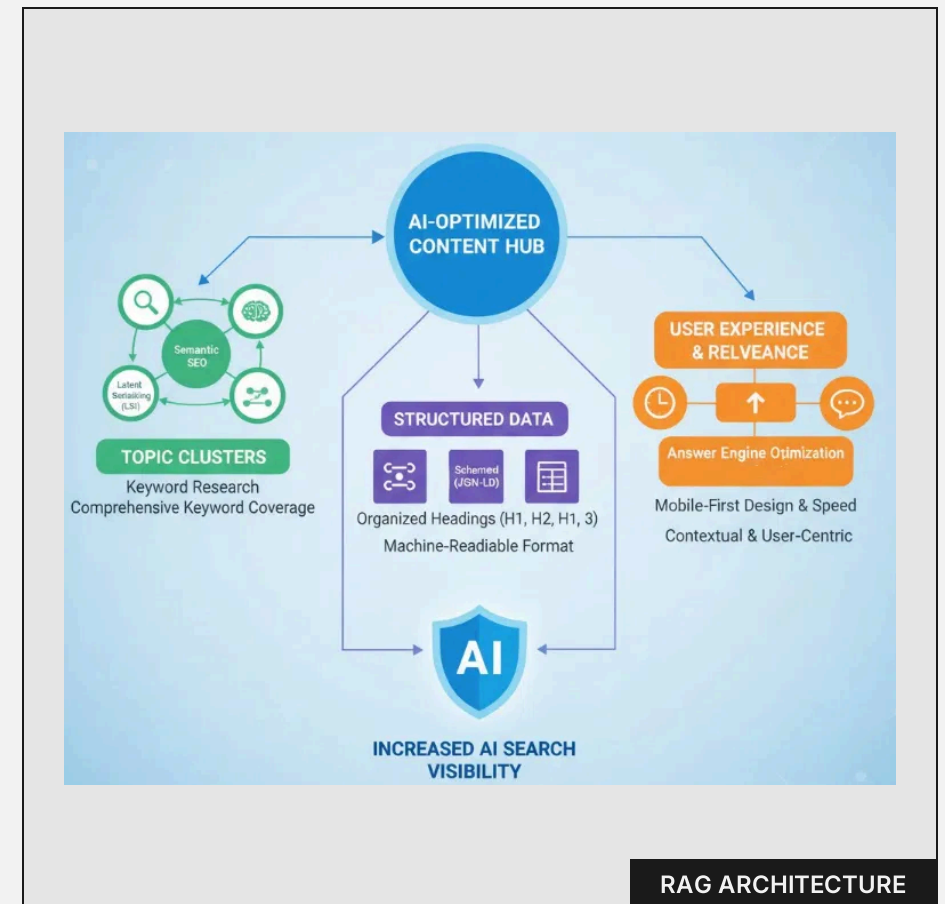 AI-OPTIMIZED
CONTENT HUB
Semantic
SEO
Latent
(LSI)
TOPIC CLUSTERS
Keyword Research
Comprehensive Keyword Coverage
STRUCTURED DATA
Schemed
(JSN-LD)
Organized Headings (H1, H2, H1, 3)
Machine-Readiable Format
USER EXPERIENCE
& RELVEANCE
Answer Engine Otimization
Mobile-First Design & Speed
Contextual & User-Centric
AI
INCREASED AI SEARCH
VISIBILITY
RAG ARCHITECTURE